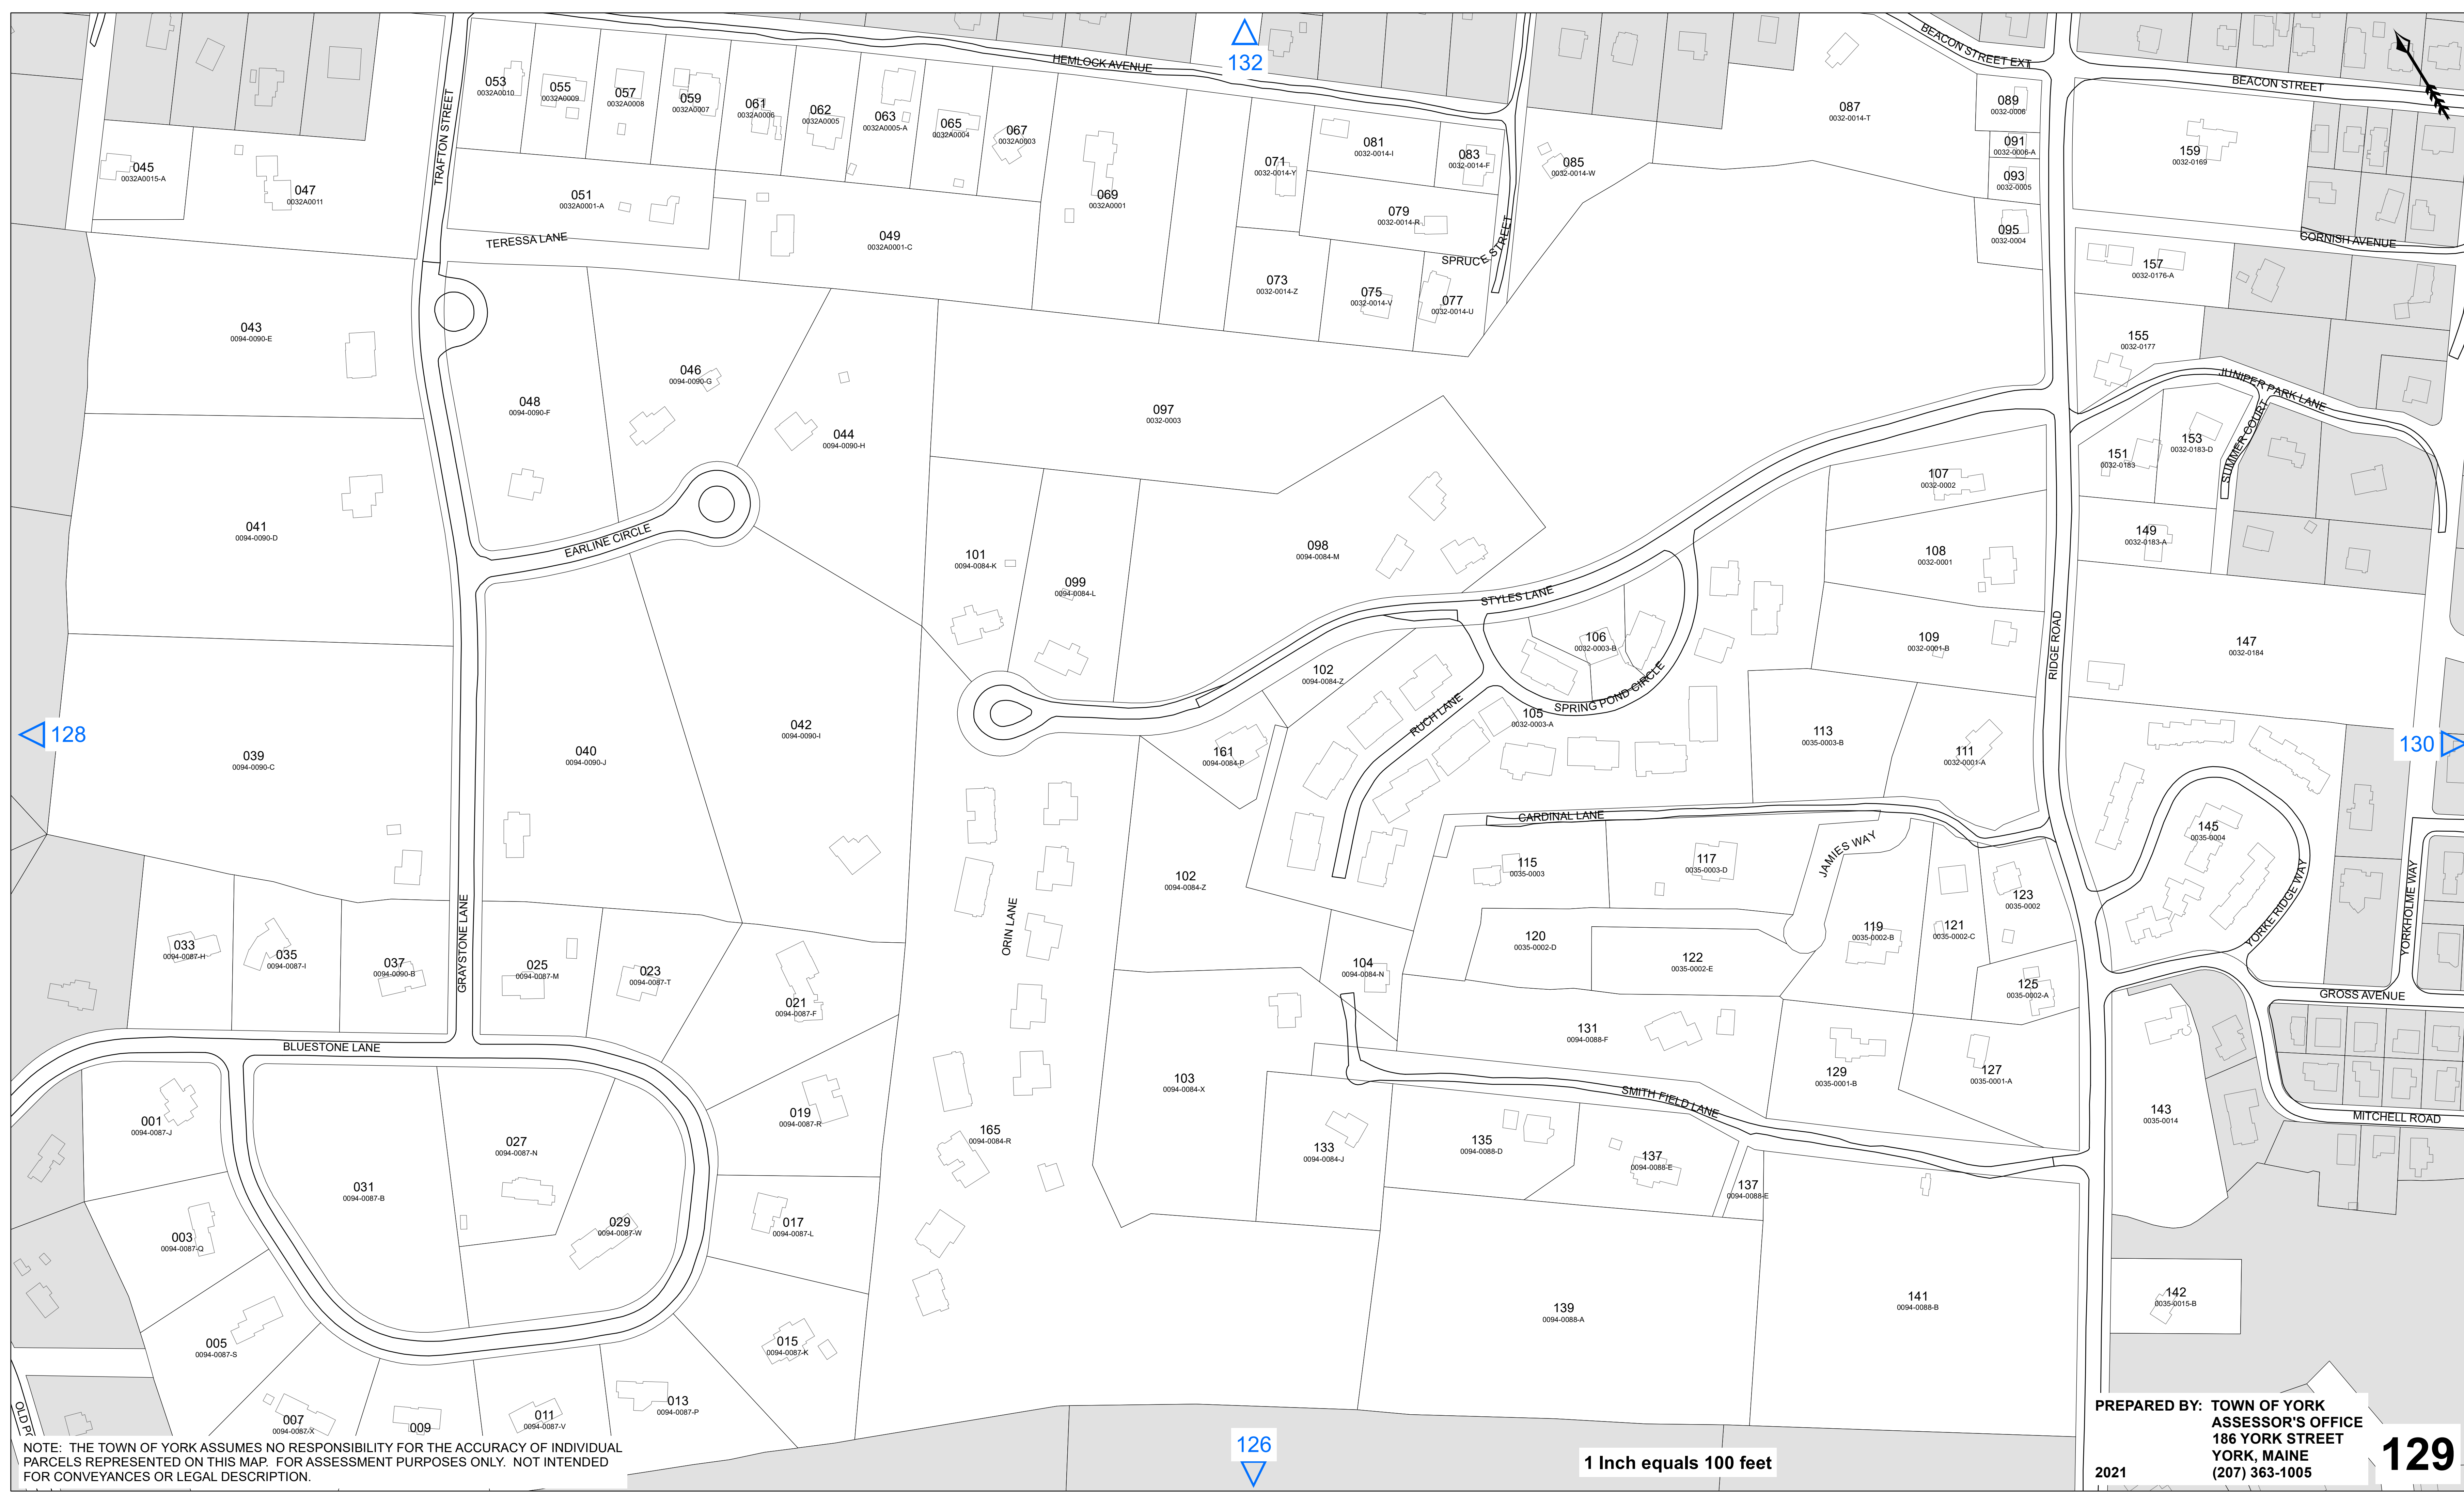 132
HEMLOCK AVENUE
BEACON STREET EXT
BEACON STREET
TRAFTON STREET
053
0032A0010
055
0032A0009
057
0032A0008
059
0032A0007
061
0032A0006
062
0032A0005
063
0032A0005-A
065
0032A0004
067
0032A0003
069
0032A0001
071
0032-0014-Y
081
0032-0014-I
083
0032-0014-F
085
0032-0014-W
087
0032-0014-T
089
0032-0006
091
0032-0006-A
093
0032-0005
095
0032-0004
159
0032-0169
045
0032A0015-A
047
0032A0011
051
0032A0001-A
TERESSA LANE
049
0032A0001-C
079
0032-0014-R
SPRUCE STREET
073
0032-0014-Z
075
0032-0014-V
077
0032-0014-U
CORNISH AVENUE
157
0032-0176-A
155
0032-0177
043
0094-0090-E
048
0094-0090-F
046
0094-0090-G
044
0094-0090-H
097
0032-0003
JUNIPER PARK LANE
SUMMER COURT
151
0032-0183
153
0032-0183-D
149
0032-0183-A
041
0094-0090-D
EARLINE CIRCLE
101
0094-0084-K
099
0094-0084-L
098
0094-0084-M
107
0032-0002
108
0032-0001
STYLES LANE
106
0032-0003-B
109
0032-0001-B
RIDGE ROAD
147
0032-0184
102
0094-0084-Z
SPRING POND CIRCLE
RUCH LANE
105
0032-0003-A
128
039
0094-0090-C
040
0094-0090-J
042
0094-0090-I
161
0094-0084-P
113
0035-0003-B
111
0032-0001-A
130
CARDINAL LANE
JAMIES WAY
145
0035-0004
115
0035-0003
117
0035-0003-D
102
0094-0084-Z
123
0035-0002
YORKE RIDGE WAY
YORKHOLME WAY
ORIN LANE
GRAYSTONE LANE
033
0094-0087-H
035
0094-0087-I
037
0094-0090-B
025
0094-0087-M
023
0094-0087-T
021
0094-0087-F
104
0094-0084-N
120
0035-0002-D
122
0035-0002-E
119
0035-0002-B
121
0035-0002-C
125
0035-0002-A
GROSS AVENUE
BLUESTONE LANE
131
0094-0088-F
129
0035-0001-B
127
0035-0001-A
103
0094-0084-X
SMITH FIELD LANE
MITCHELL ROAD
143
0035-0014
001
0094-0087-J
027
0094-0087-N
019
0094-0087-R
165
0094-0084-R
133
0094-0084-J
135
0094-0088-D
137
0094-0088-E
137
0094-0088-E
031
0094-0087-B
029
0094-0087-W
017
0094-0087-L
003
0094-0087-Q
005
0094-0087-S
015
0094-0087-K
139
0094-0088-A
141
0094-0088-B
142
0035-0015-B
007
0094-0087-X
009
011
0094-0087-V
013
0094-0087-P
NOTE: THE TOWN OF YORK ASSUMES NO RESPONSIBILITY FOR THE ACCURACY OF INDIVIDUAL
PARCELS REPRESENTED ON THIS MAP. FOR ASSESSMENT PURPOSES ONLY. NOT INTENDED
FOR CONVEYANCES OR LEGAL DESCRIPTION.
126
1 Inch equals 100 feet
PREPARED BY: TOWN OF YORK
ASSESSOR'S OFFICE
186 YORK STREET
YORK, MAINE
2021 (207) 363-1005
129